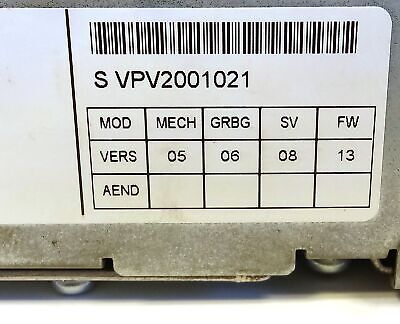 S VPV2001021
MOD MECH GRBG SV FW
VERS 05 06 08 13
AEND